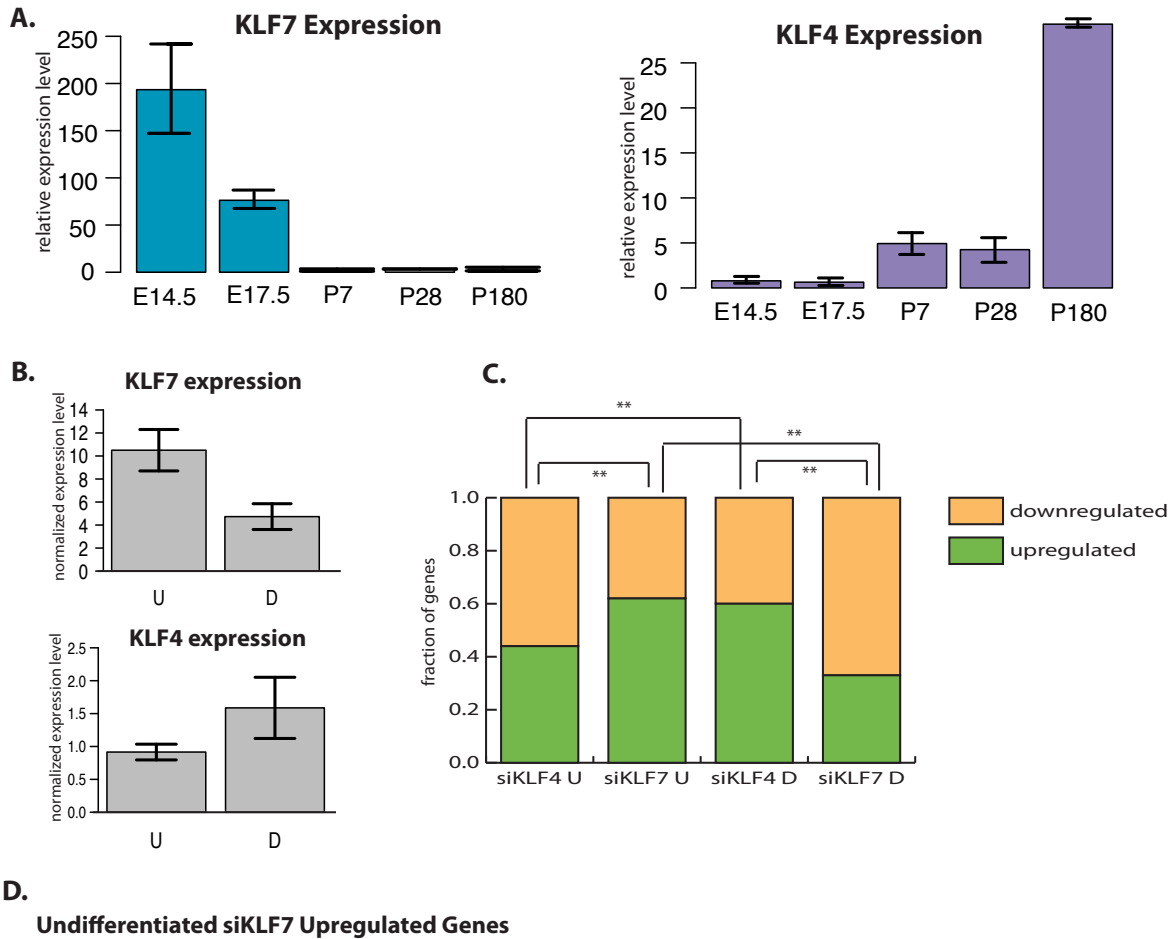 A.
KLF7 Expression
relative expression level
250
200
150
100
50
0
E14.5 E17.5 P7 P28 P180
KLF4 Expression
relative expression level
25
20
15
10
5
0
E14.5 E17.5 P7 P28 P180
B.
KLF7 expression
normalized expression level
14
12
10
8
6
4
2
0
U D
KLF4 expression
normalized expression level
2.5
2.0
1.5
1.0
0.5
0.0
U D
C.
**
**
**
**
fraction of genes
1.0
0.8
0.6
0.4
0.2
0.0
siKLF4 U siKLF7 U siKLF4 D siKLF7 D
downregulated
upregulated
D.
Undifferentiated siKLF7 Upregulated Genes